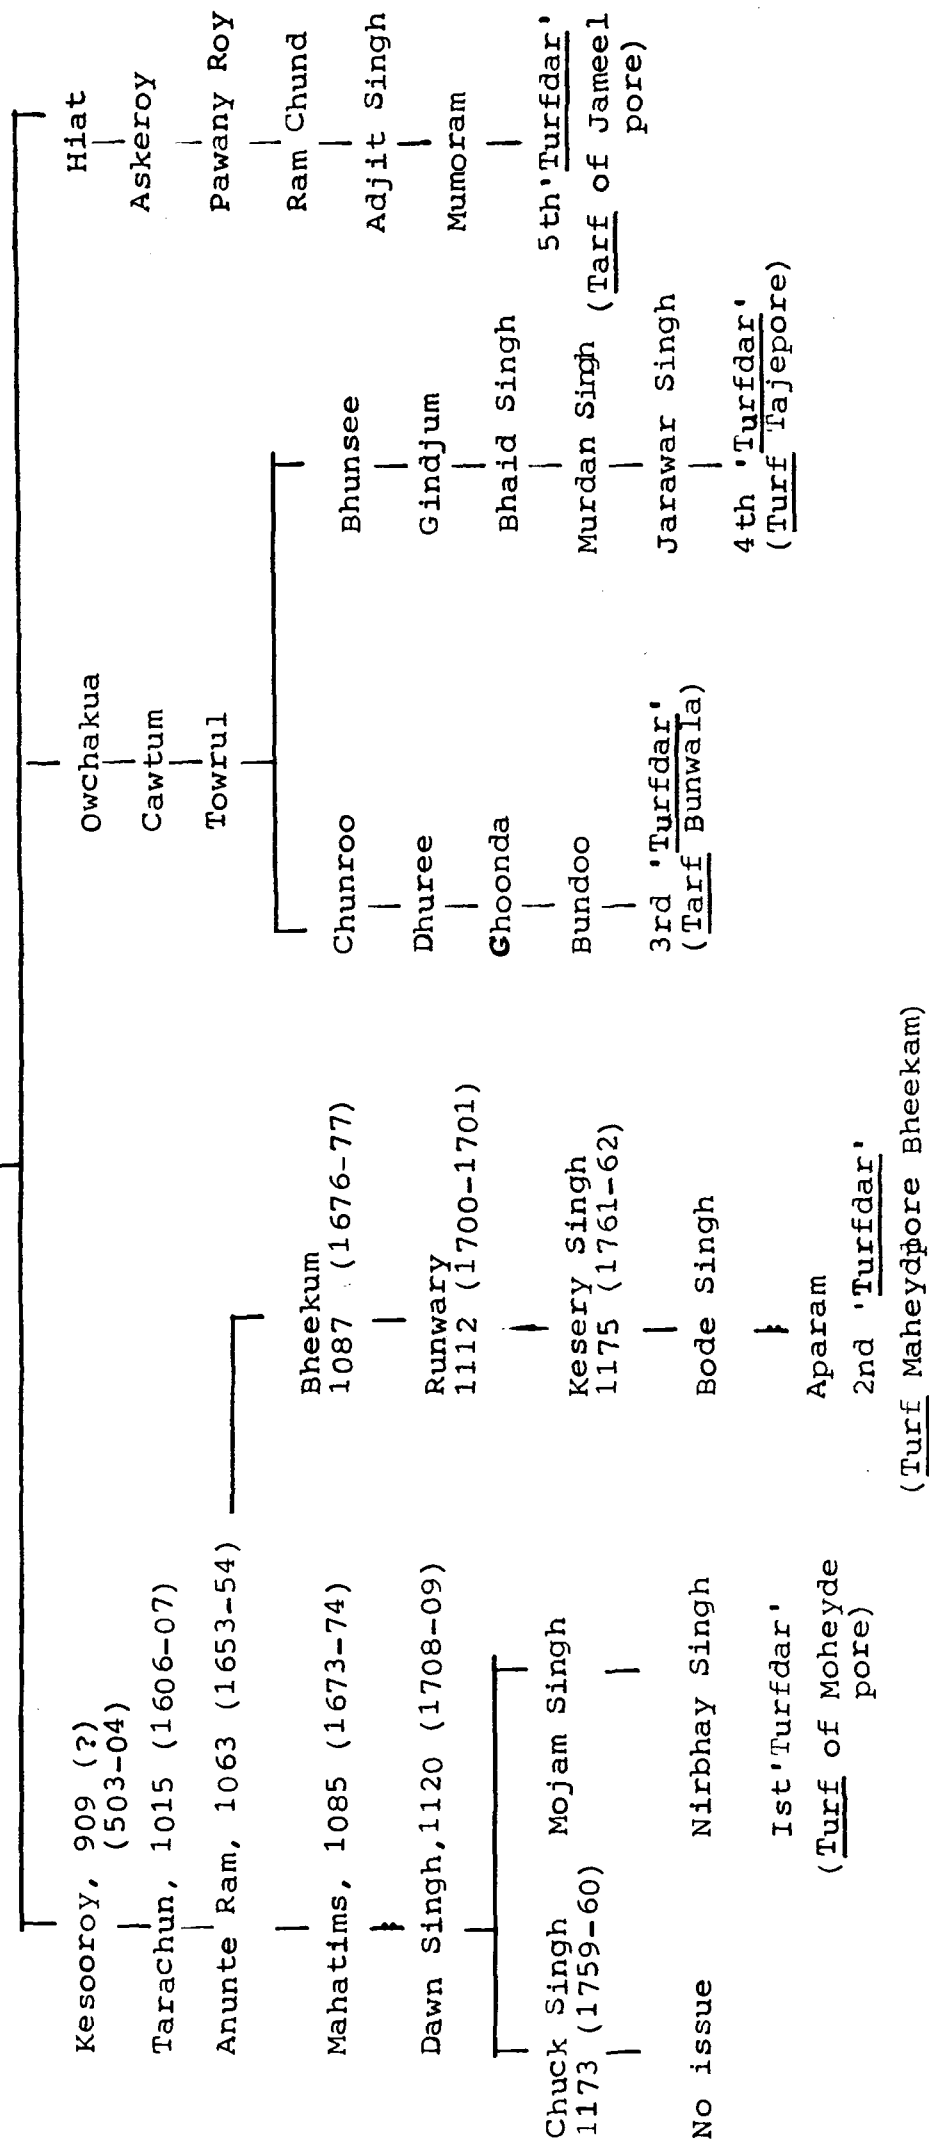 Kesooroy, 909 (?)
(503-04)
Tarachun, 1015 (1606-07)
Anunte Ram, 1063 (1653-54)
Mahatims, 1085 (1673-74)
Dawn Singh,1120 (1708-09)
Chuck Singh
1173 (1759-60)
No issue
Mojam Singh
Nirbhay Singh
Ist'Turfdar'
(Turf of Moheyde
pore)
Bheekum
1087 (1676-77)
Runwary
1112 (1700-1701)
Kesery Singh
1175 (1761-62)
Bode Singh
Aparam
2nd 'Turfdar'
(Turf Maheydpore Bheekam)
Owchakua
Cawtum
Towrul
Chunroo
Dhuree
Ghoonda
Bundoo
3rd 'Turfdar'
(Tarf Bunwala)
Bhunsee
Gindjum
Bhaid Singh
Murdan Singh
Jarawar Singh
4th 'Turfdar'
(Turf Tajepore)
Hiat
Askeroy
Pawany Roy
Ram Chund
Adjit Singh
Mumoram
5th'Turfdar'
(Tarf of Jameel
pore)